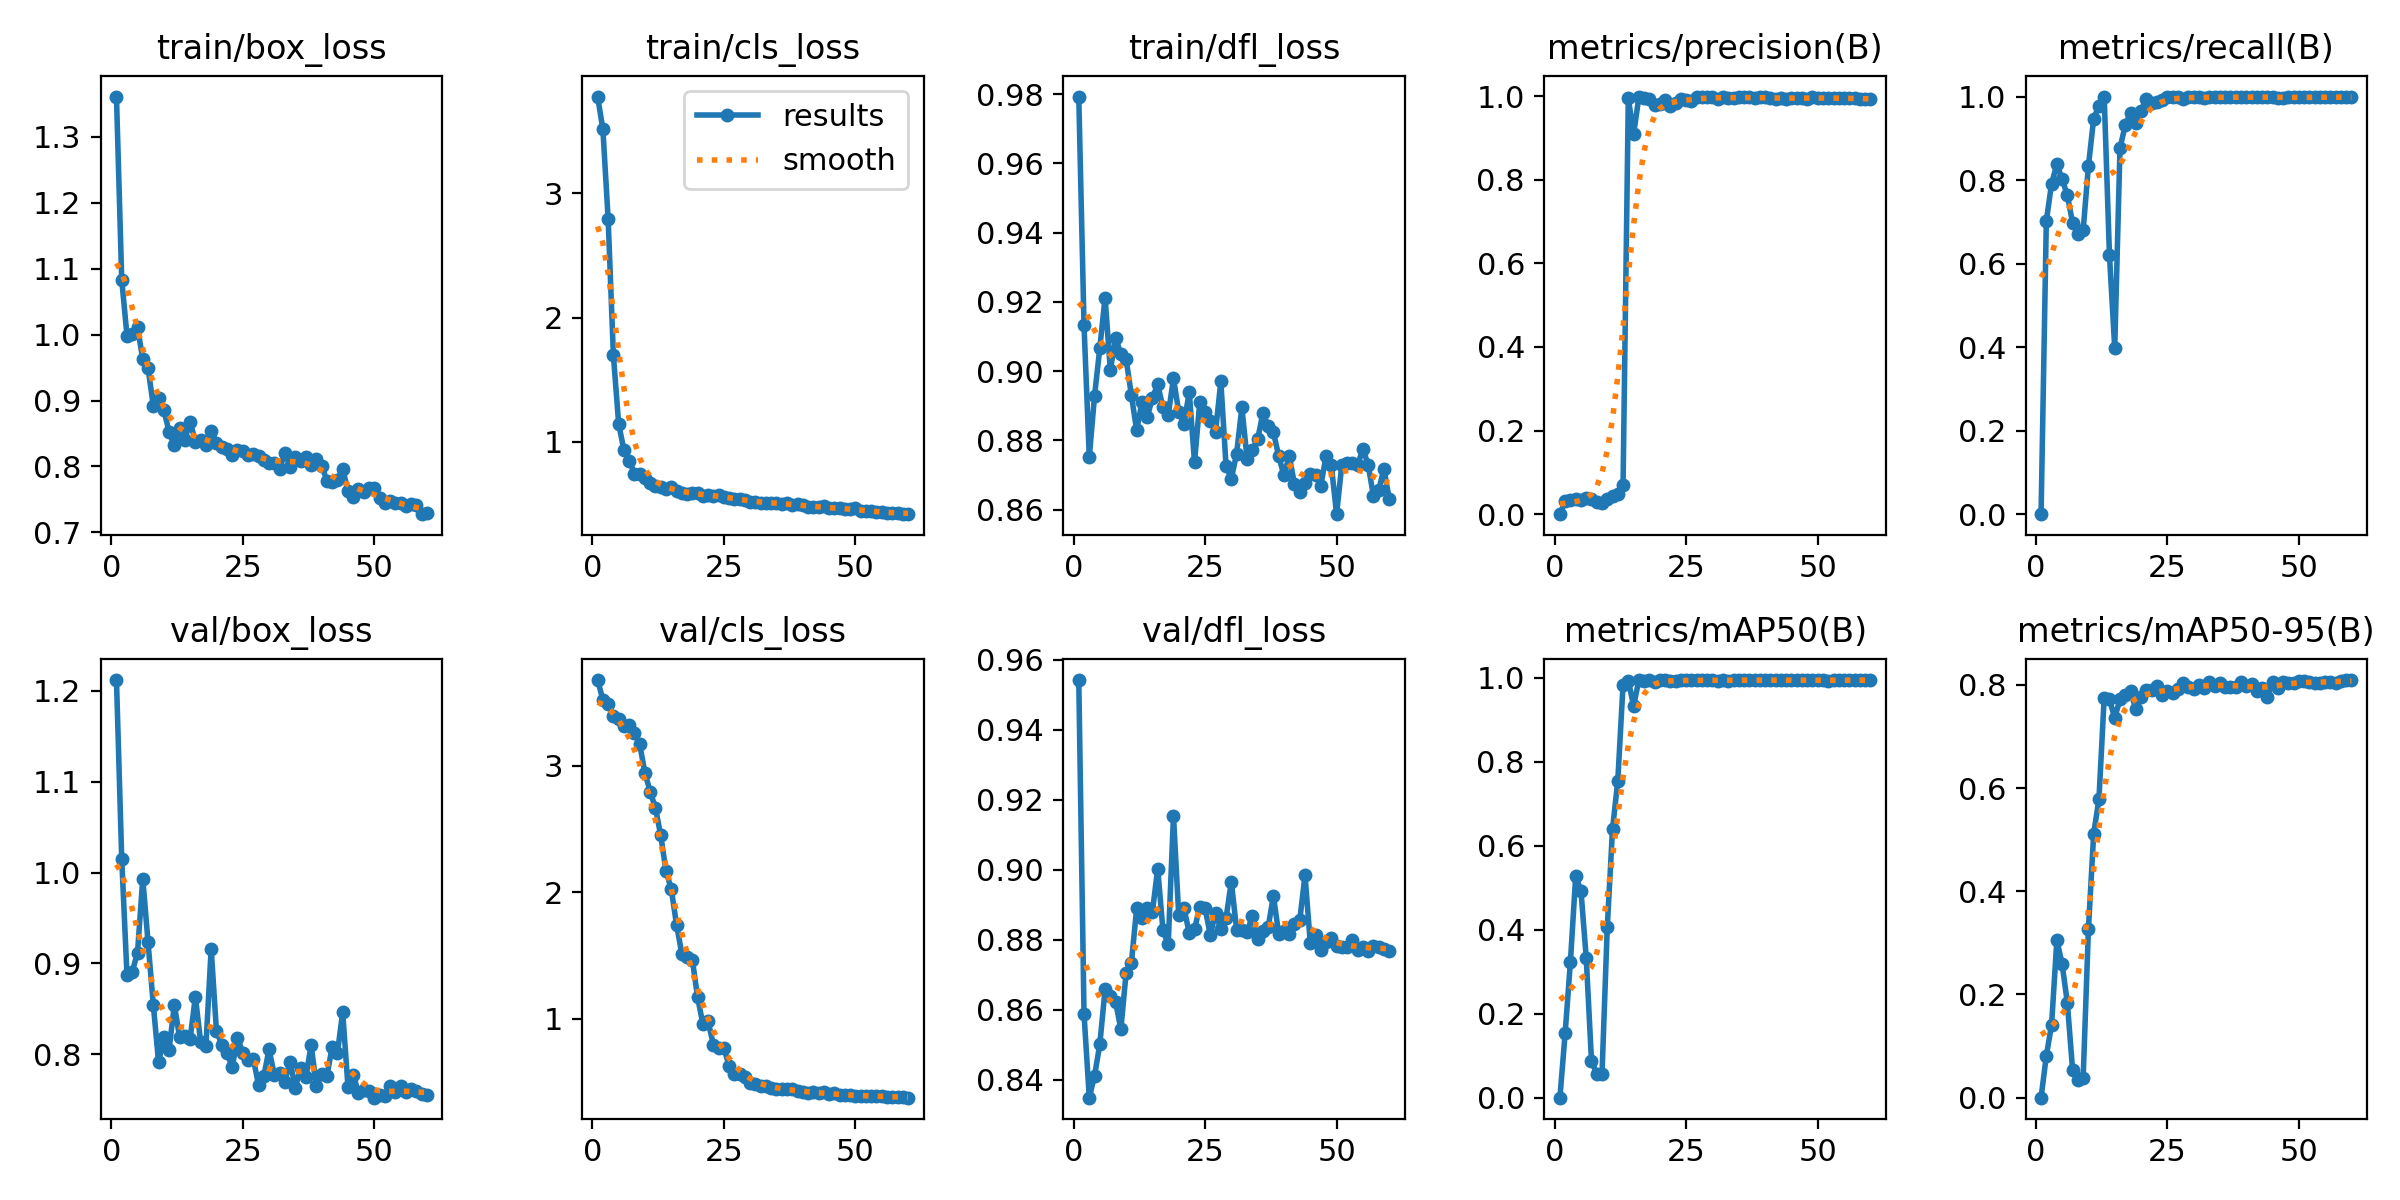 train/box_loss
1.3
1.2
1.1
1.0
0.9
0.8
0.7
0 25 50
train/cls_loss
results
smooth
3
2
1
0 25 50
train/dfl_loss
0.98
0.96
0.94
0.92
0.90
0.88
0.86
0 25 50
metrics/precision(B)
1.0
0.8
0.6
0.4
0.2
0.0
0 25 50
metrics/recall(B)
1.0
0.8
0.6
0.4
0.2
0.0
0 25 50
val/box_loss
1.2
1.1
1.0
0.9
0.8
0 25 50
val/cls_loss
3
2
1
0 25 50
val/dfl_loss
0.96
0.94
0.92
0.90
0.88
0.86
0.84
0 25 50
metrics/mAP50(B)
1.0
0.8
0.6
0.4
0.2
0.0
0 25 50
metrics/mAP50-95(B)
0.8
0.6
0.4
0.2
0.0
0 25 50